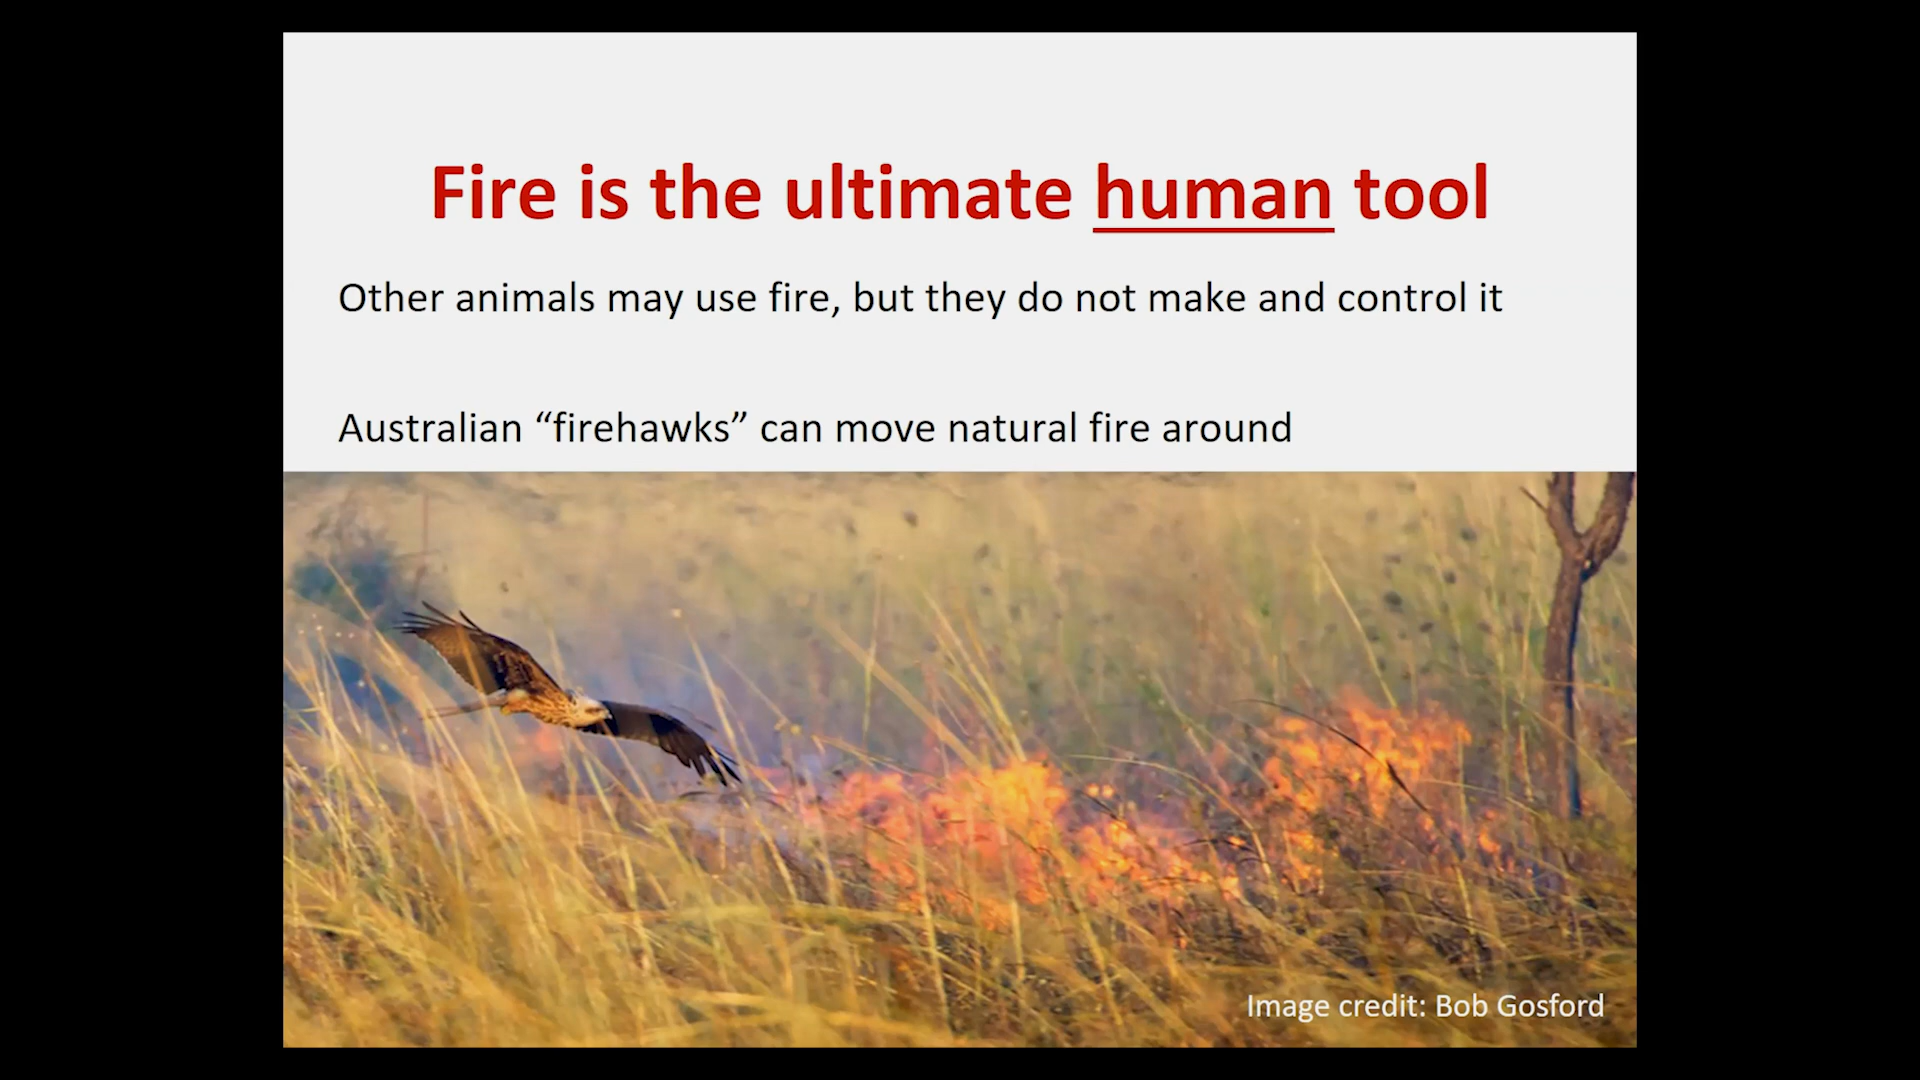 Fire is the ultimate human tool
Other animals may use fire, but they do not make and control it
Australian “firehawks” can move natural fire around
Image credit: Bob Gosford